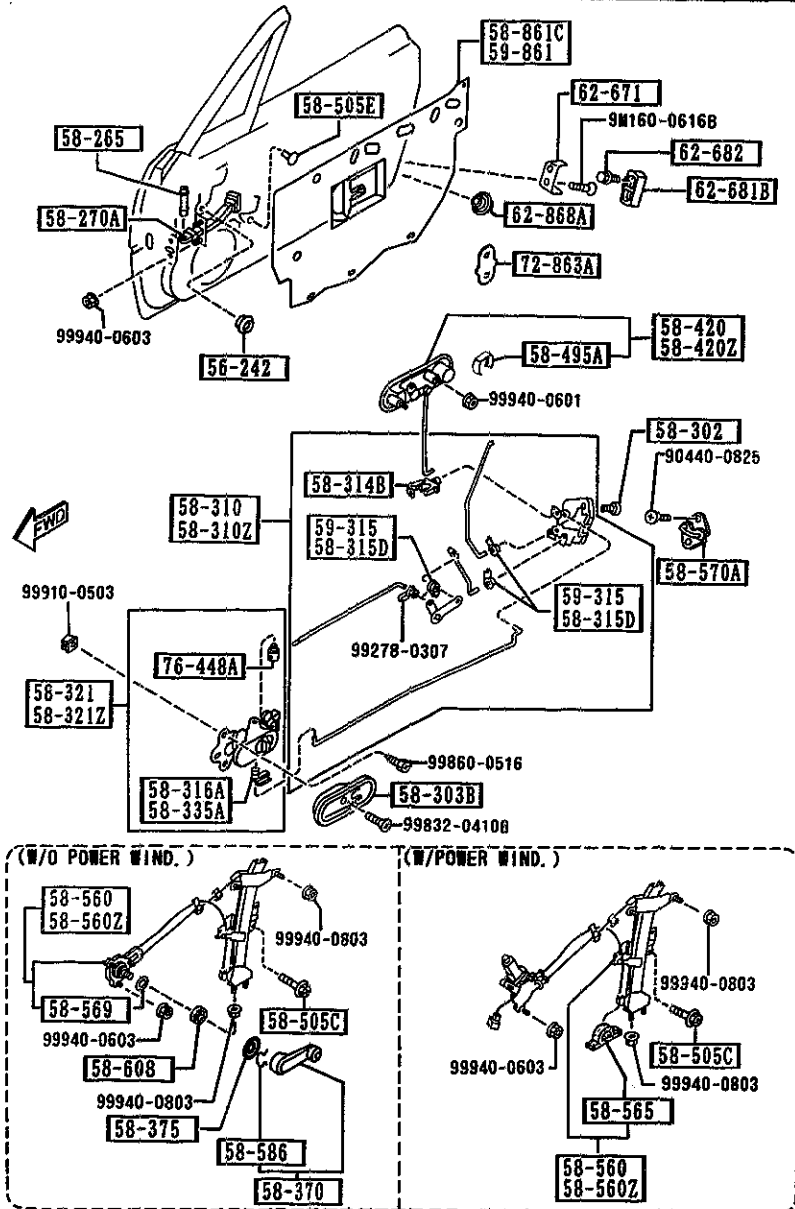 58-861C
59-861
58-505E
62-671
9M160-0616B
58-265
62-682
62-681B
58-270A
62-868A
72-863A
99940-0603
56-242
58-420
58-420Z
58-495A
99940-0601
58-302
90440-0825
58-314B
58-310
58-310Z
FWD
59-315
58-315D
58-570A
59-315
58-315D
99910-0503
99278-0307
76-448A
58-321
58-321Z
99860-0516
58-316A
58-335A
58-303B
99832-0410B
(W/O POWER WIND.)
(W/POWER WIND.)
58-560
58-560Z
99940-0803
99940-0803
58-569
58-505C
99940-0603
58-505C
58-608
99940-0603
99940-0803
99940-0803
58-375
58-565
58-586
58-560
58-560Z
58-370